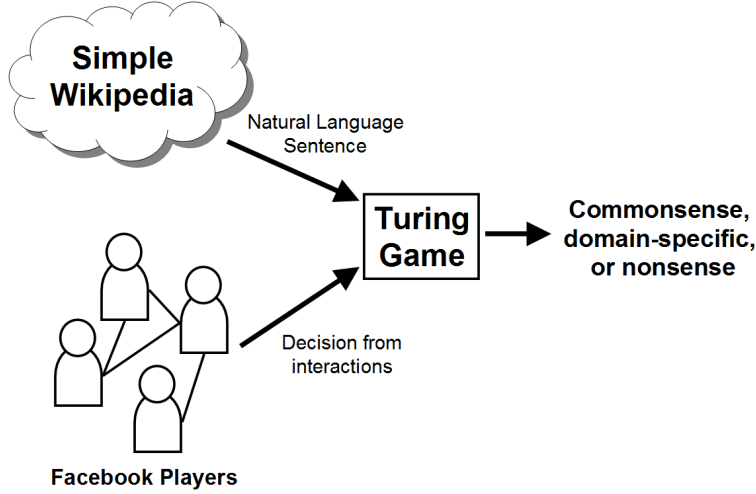 Simple
Wikipedia
Natural Language
Sentence
Turing
Game
Commonsense,
domain-specific,
or nonsense
Decision from
interactions
Facebook Players